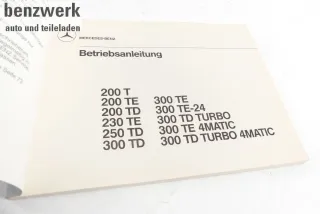 benzwerk
auto und teileladen
MERCEDES-BENZ
Betriebsanleitung
200 T
200 TE 300 TE
200 TD 300 TE-24
230 TE 300 TD TURBO
250 TD 300 TE 4MATIC
300 TD 300 TD TURBO 4MATIC